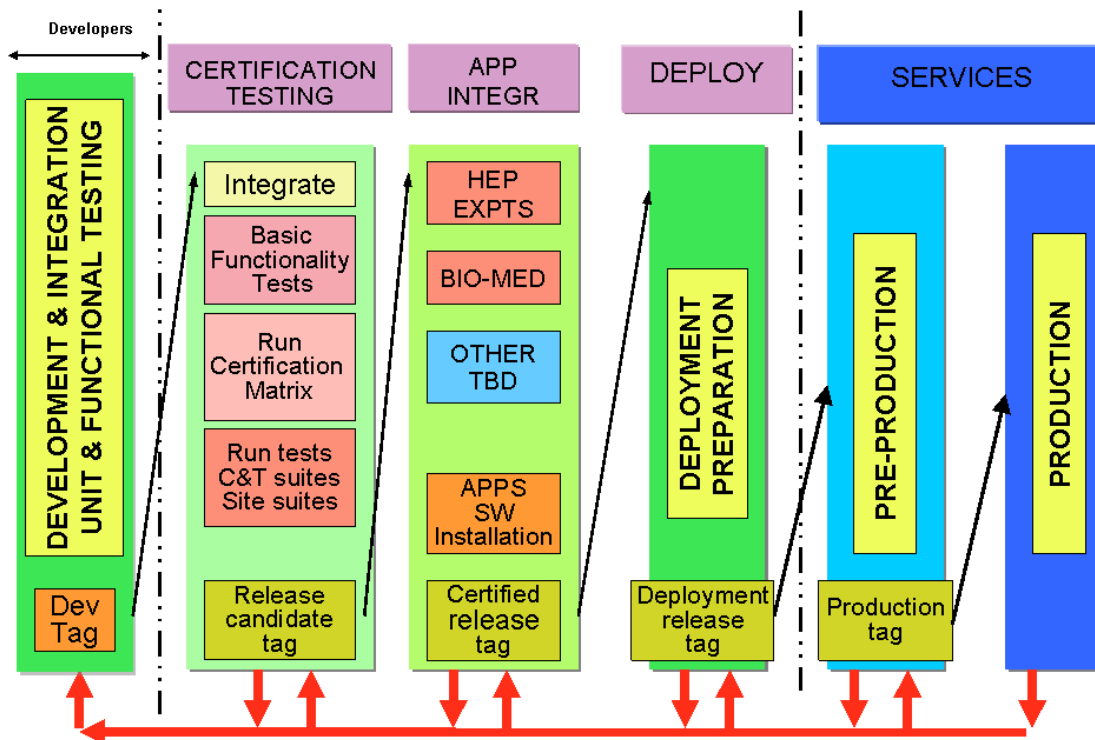 Developers
DEVELOPMENT & INTEGRATION
UNIT & FUNCTIONAL TESTING
Dev
Tag
CERTIFICATION
TESTING
Integrate
Basic
Functionality
Tests
Run
Certification
Matrix
Run tests
C&T suites
Site suites
Release
candidate
tag
APP
INTEGR
HEP
EXPTS
BIO-MED
OTHER
TBD
APPS
SW
Installation
Certified
release
tag
DEPLOY
DEPLOYMENT
PREPARATION
Deployment
release tag
SERVICES
PRE-PRODUCTION
Production
tag
PRODUCTION